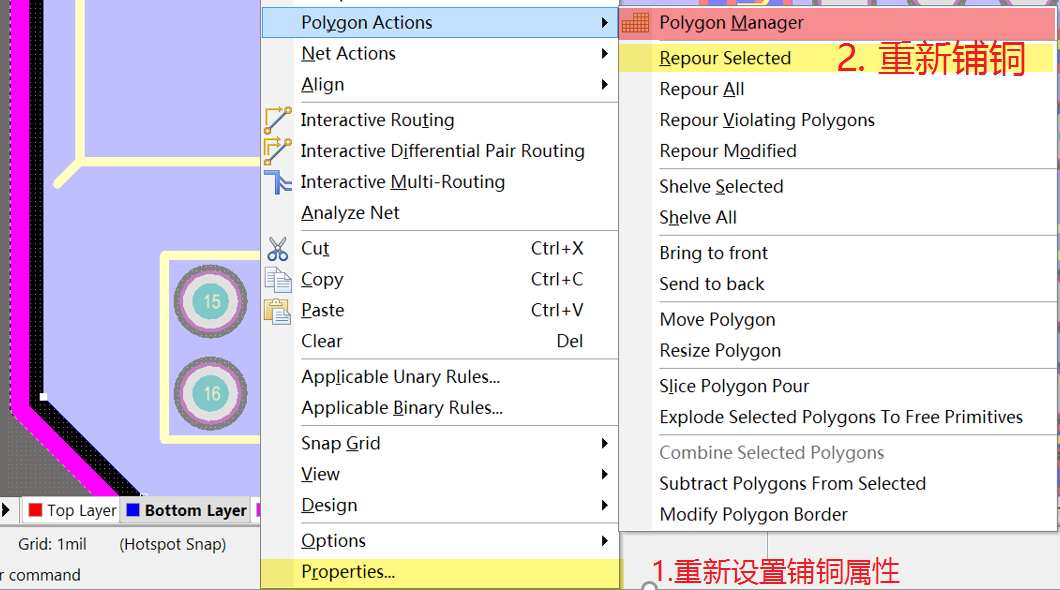 Polygon Actions
Net Actions
Align
Interactive Routing
Interactive Differential Pair Routing
Interactive Multi-Routing
Analyze Net
Cut Ctrl+X
Copy Ctrl+C
Paste Ctrl+V
Clear Del
Applicable Unary Rules...
Applicable Binary Rules...
Snap Grid
View
Design
Options
Properties...
Polygon Manager
Repour Selected
2. 重新铺铜
Repour All
Repour Violating Polygons
Repour Modified
Shelve Selected
Shelve All
Bring to front
Send to back
Move Polygon
Resize Polygon
Slice Polygon Pour
Explode Selected Polygons To Free Primitives
Combine Selected Polygons
Subtract Polygons From Selected
Modify Polygon Border
1.重新设置铺铜属性
15
16
Top Layer Bottom Layer
Grid: 1mil (Hotspot Snap)
r command